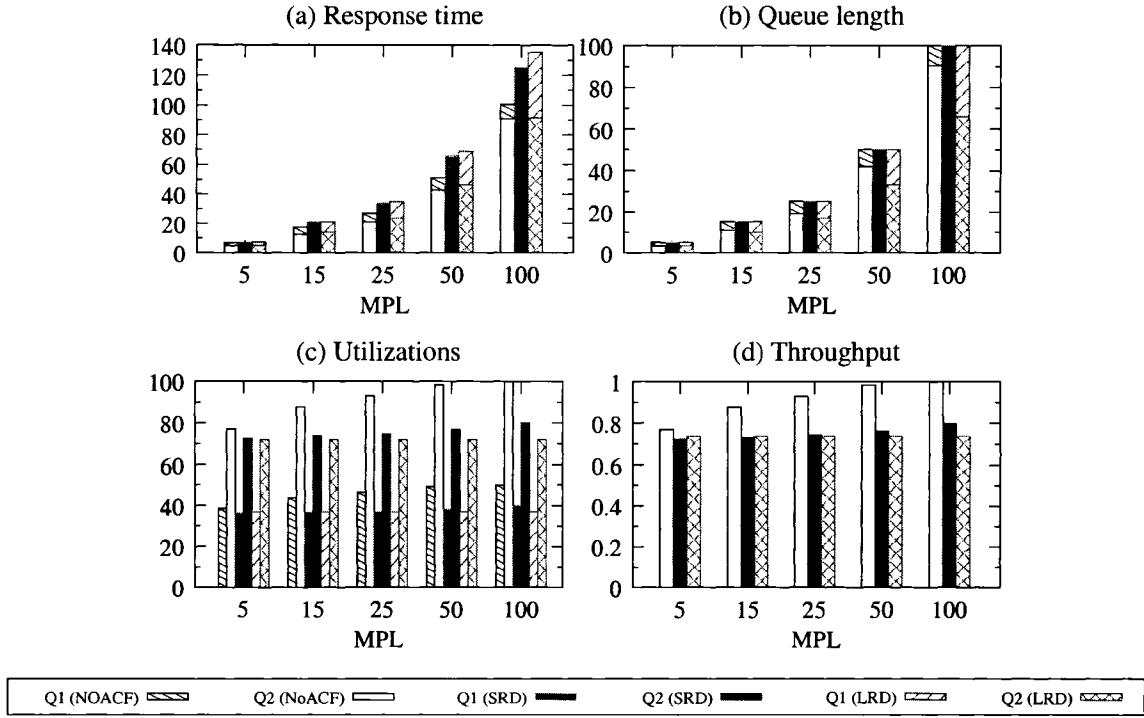 (a) Response time
140
120
100
80
60
40
20
0
5 15 25 50 100
MPL
(b) Queue length
100
80
60
40
20
0
5 15 25 50 100
MPL
(c) Utilizations
100
80
60
40
20
0
5 15 25 50 100
MPL
(d) Throughput
1
0.8
0.6
0.4
0.2
0
5 15 25 50 100
MPL
Q1 (NOACF) Q2 (NoACF) Q1 (SRD) Q2 (SRD) Q1 (LRD) Q2 (LRD)